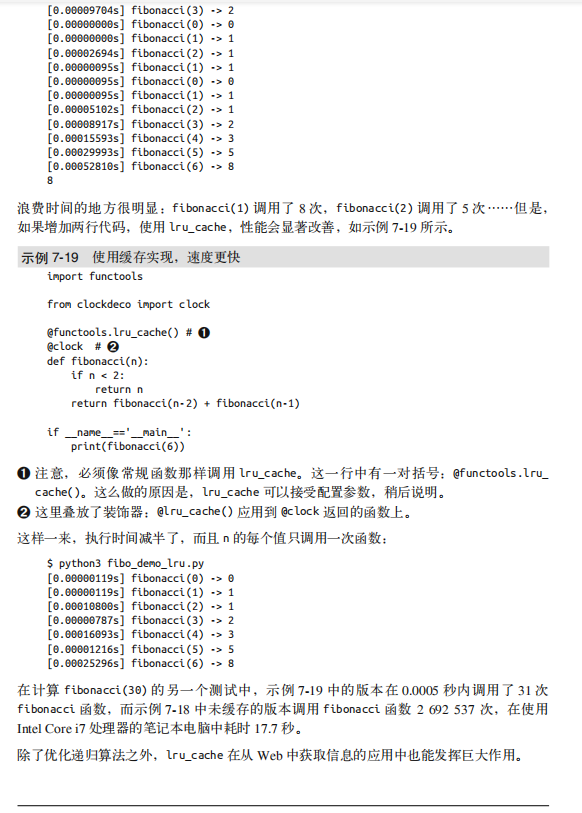 [0.00009704s] fibonacci(3) -> 2
[0.00000000s] fibonacci(0) -> 0
[0.00000000s] fibonacci(1) -> 1
[0.00002694s] fibonacci(2) -> 1
[0.00000095s] fibonacci(1) -> 1
[0.00000095s] fibonacci(0) -> 0
[0.00000095s] fibonacci(1) -> 1
[0.00005102s] fibonacci(2) -> 1
[0.00008917s] fibonacci(3) -> 2
[0.00015593s] fibonacci(4) -> 3
[0.00029993s] fibonacci(5) -> 5
[0.00052810s] fibonacci(6) -> 8
8
浪费时间的地方很明显：fibonacci(1) 调用了 8 次，fibonacci(2) 调用了 5 次……但是，
如果增加两行代码，使用 lru_cache，性能会显著改善，如示例 7-19 所示。
示例 7-19 使用缓存实现，速度更快
import functools
from clockdeco import clock
@functools.lru_cache() # ❶
@clock # ❷
def fibonacci(n):
if n < 2:
return n
return fibonacci(n-2) + fibonacci(n-1)
if __name__=='__main__':
print(fibonacci(6))
❶ 注意，必须像常规函数那样调用 lru_cache。这一行中有一对括号：@functools.lru_
cache()。这么做的原因是，lru_cache 可以接受配置参数，稍后说明。
❷ 这里叠放了装饰器：@lru_cache() 应用到 @clock 返回的函数上。
这样一来，执行时间减半了，而且 n 的每个值只调用一次函数：
$ python3 fibo_demo_lru.py
[0.00000119s] fibonacci(0) -> 0
[0.00000119s] fibonacci(1) -> 1
[0.00010800s] fibonacci(2) -> 1
[0.00000787s] fibonacci(3) -> 2
[0.00016093s] fibonacci(4) -> 3
[0.00001216s] fibonacci(5) -> 5
[0.00025296s] fibonacci(6) -> 8
在计算 fibonacci(30) 的另一个测试中，示例 7-19 中的版本在 0.0005 秒内调用了 31 次
fibonacci 函数，而示例 7-18 中未缓存的版本调用 fibonacci 函数 2 692 537 次，在使用
Intel Core i7 处理器的笔记本电脑中耗时 17.7 秒。
除了优化递归算法之外，lru_cache 在从 Web 中获取信息的应用中也能发挥巨大作用。